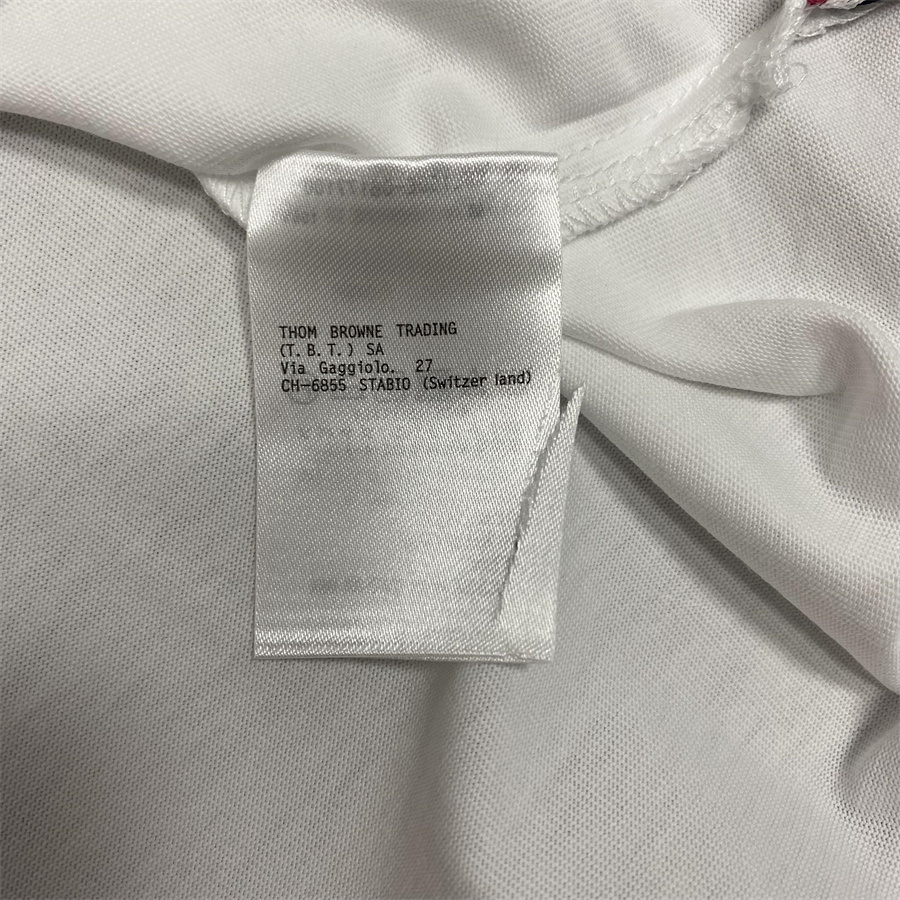 THOM BROWNE TRADING
(T.B.T.) SA
Via Gaggiolo. 27
CH-6855 STABIO (Switzer land)